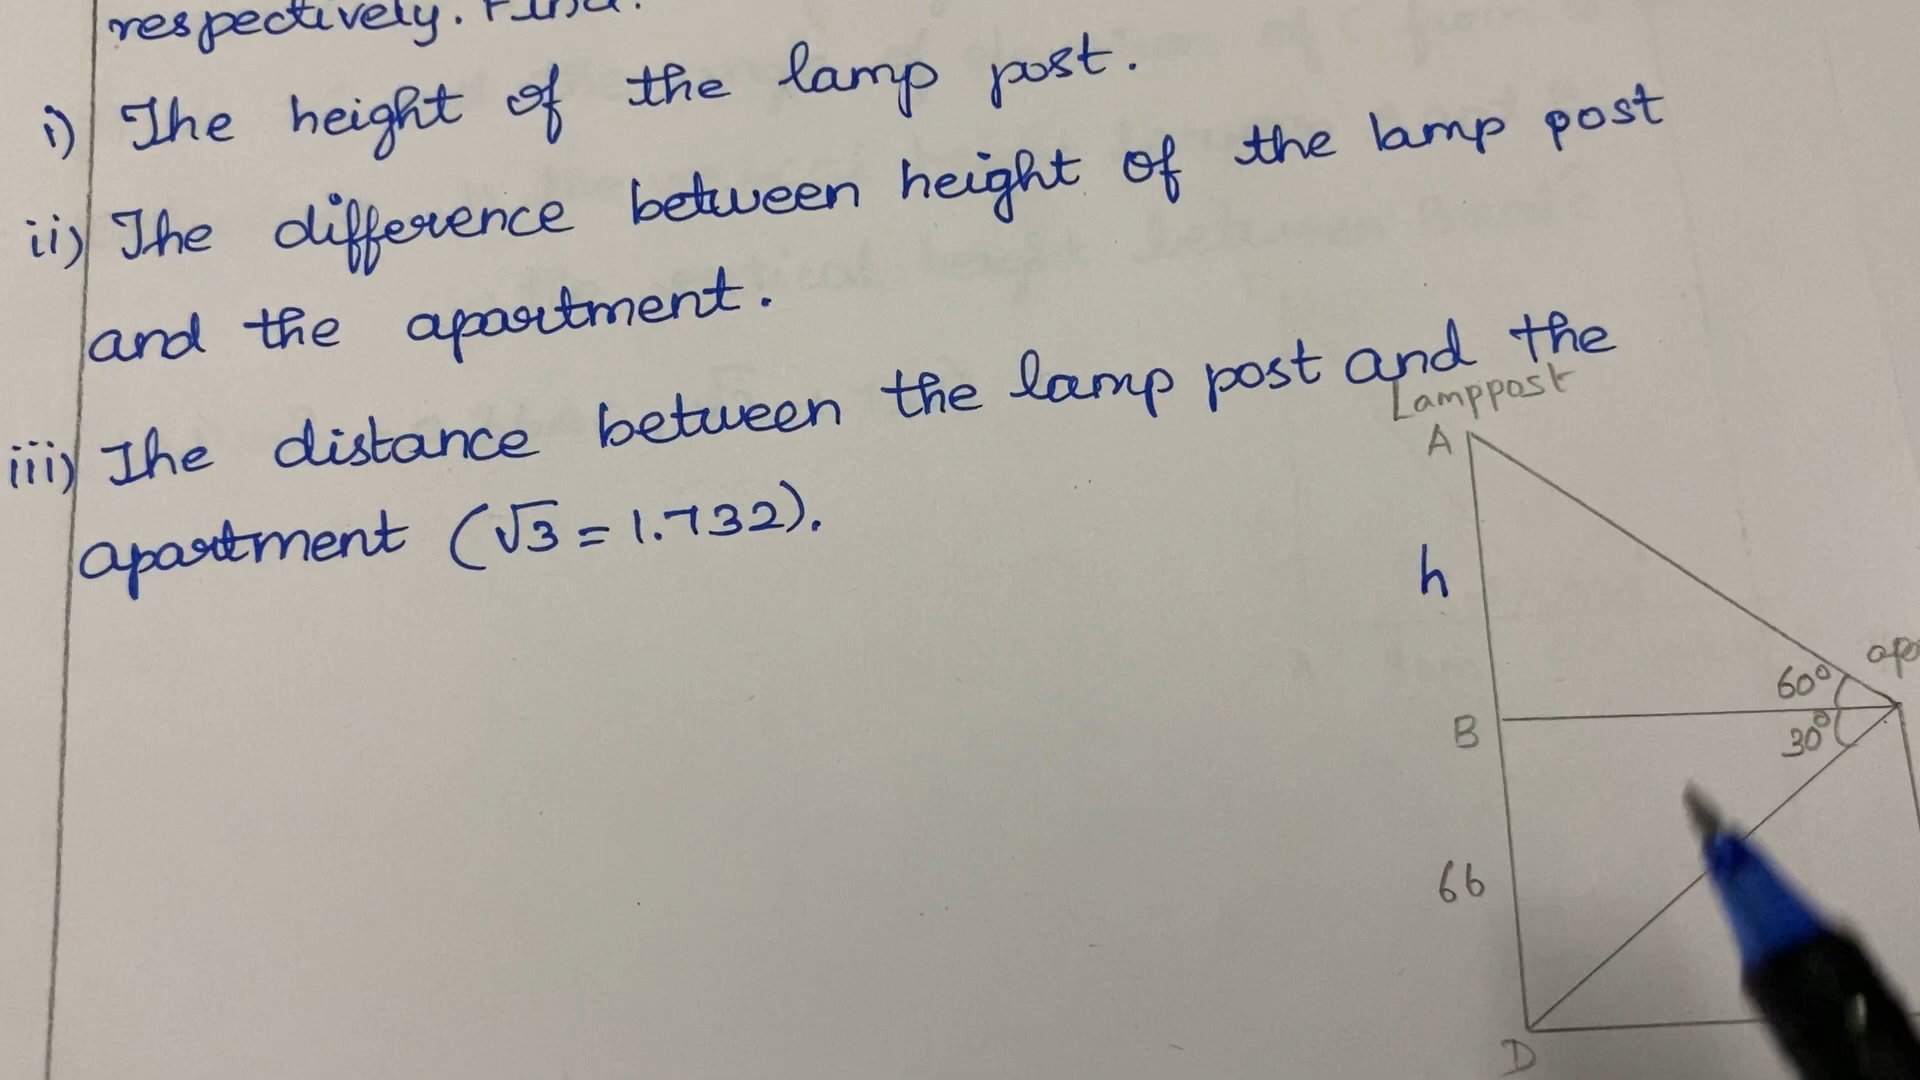 respectively. Find:
i) The height of the lamp post.
ii) The difference between height of the lamp post
and the apartment.
iii) The distance between the lamp post and the
apartment (√3 = 1.732).
Lamppost
A
h
60°
B
30°
66
D